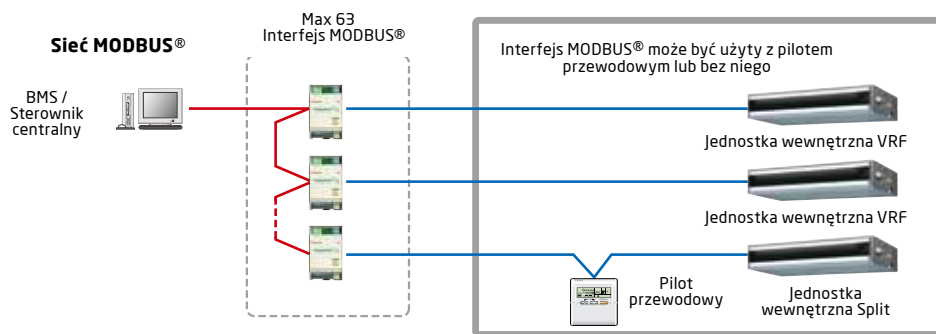 Sieć MODBUS®
Max 63
Interfejs MODBUS®
Interfejs MODBUS® może być użyty z pilotem
przewodowym lub bez niego
BMS /
Sterownik
centralny
Jednostka wewnętrzna VRF
Jednostka wewnętrzna VRF
Pilot
przewodowy
Jednostka
wewnętrzna Split